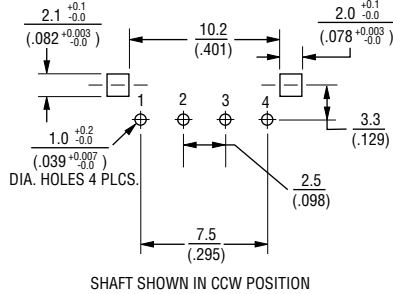 2.1 +0.1 -0.0
(.082 +0.003 -0.0)
10.2
(.401)
2.0 +0.1 -0.0
(.078 +0.003 -0.0)
1 2 3 4
1.0 +0.2 -0.0
(.039 +0.007 -0.0)
DIA. HOLES 4 PLCS.
3.3
(.129)
2.5
(.098)
7.5
(.295)
SHAFT SHOWN IN CCW POSITION